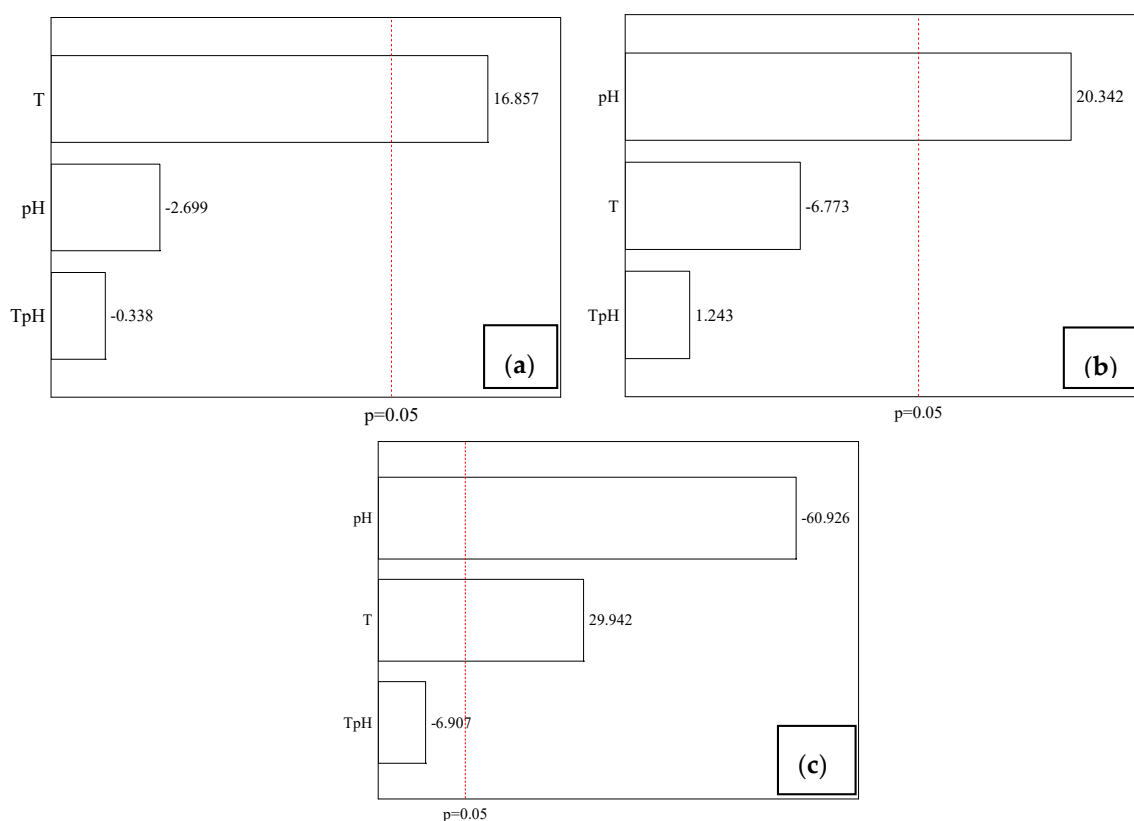 T
16.857
pH
-2.699
TpH
-0.338
(a)
p=0.05
pH
20.342
T
-6.773
TpH
1.243
(b)
p=0.05
pH
-60.926
T
29.942
TpH
-6.907
(c)
p=0.05